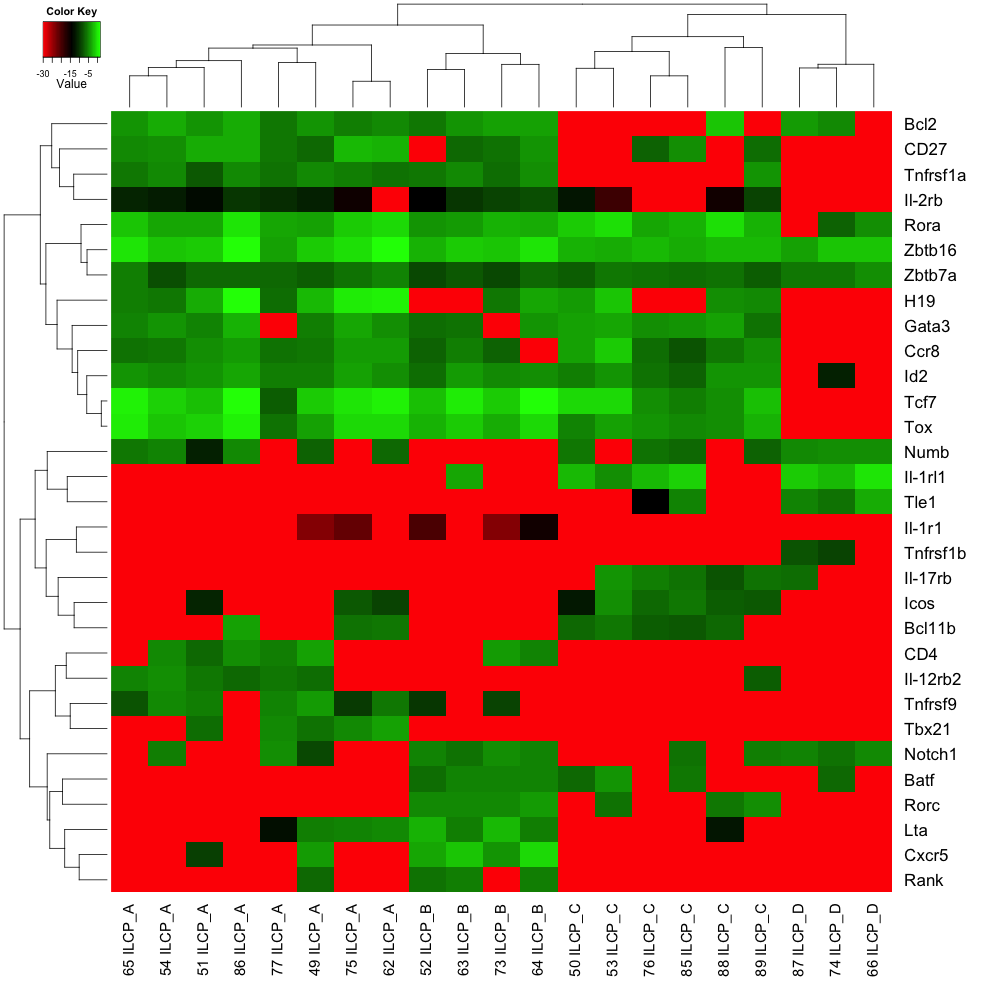 Color Key
-30 -15 -5
Value
Bcl2
CD27
Tnfrsf1a
Il-2rb
Rora
Zbtb16
Zbtb7a
H19
Gata3
Ccr8
Id2
Tcf7
Tox
Numb
Il-1rl1
Tle1
Il-1r1
Tnfrsf1b
Il-17rb
Icos
Bcl11b
CD4
Il-12rb2
Tnfrsf9
Tbx21
Notch1
Batf
Rorc
Lta
Cxcr5
Rank
65 ILCP_A
54 ILCP_A
51 ILCP_A
86 ILCP_A
77 ILCP_A
49 ILCP_A
75 ILCP_A
62 ILCP_A
52 ILCP_B
63 ILCP_B
73 ILCP_B
64 ILCP_B
50 ILCP_C
53 ILCP_C
76 ILCP_C
85 ILCP_C
88 ILCP_C
89 ILCP_C
87 ILCP_D
74 ILCP_D
66 ILCP_D